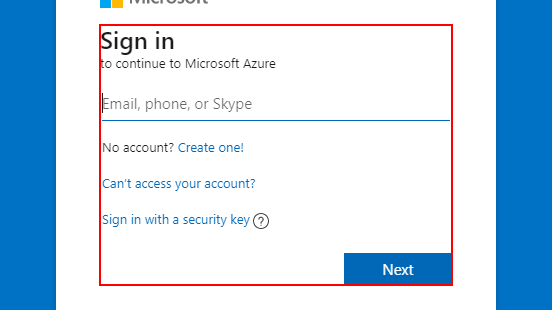 Microsoft
Sign in
to continue to Microsoft Azure
Email, phone, or Skype
No account? Create one!
Can't access your account?
Sign in with a security key ?
Next